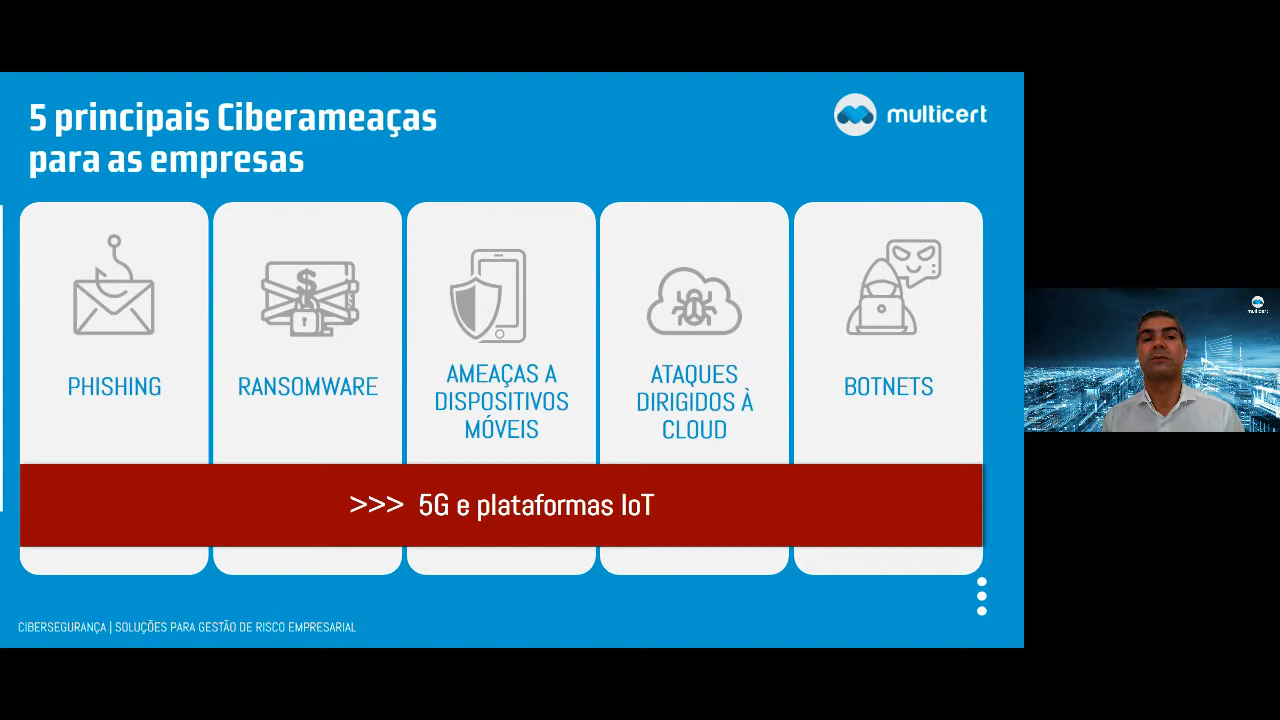 5 principais Ciberameaças
para as empresas
multicert
PHISHING
RANSOMWARE
AMEAÇAS A
DISPOSITIVOS
MÓVEIS
ATAQUES
DIRIGIDOS À
CLOUD
BOTNETS
>>> 5G e plataformas IoT
CIBERSEGURANÇA | SOLUÇÕES PARA GESTÃO DE RISCO EMPRESARIAL
multicert